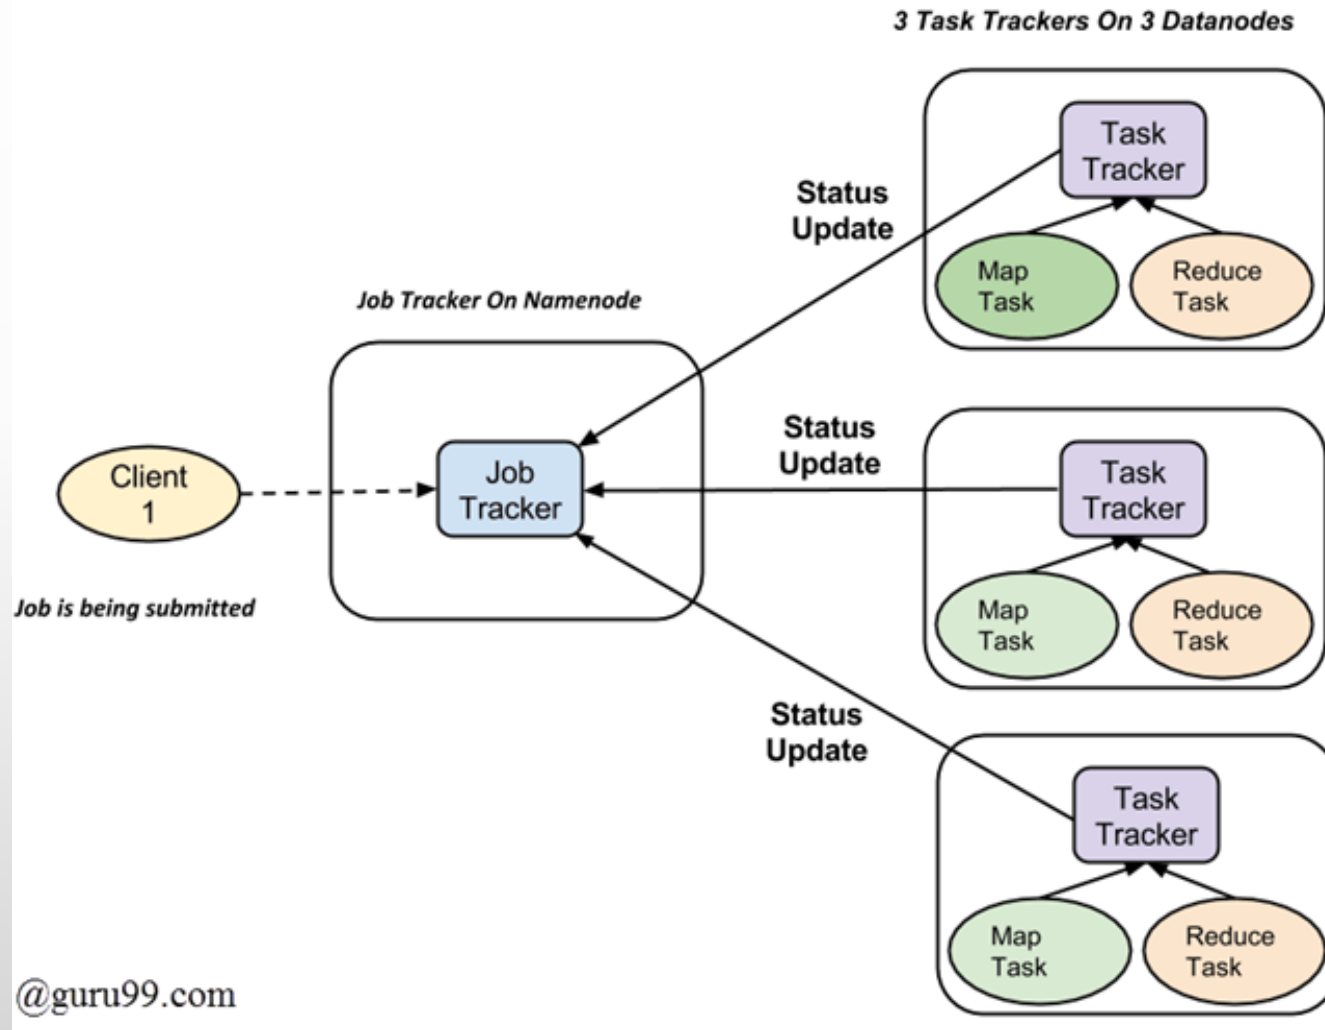 3 Task Trackers On 3 Datanodes
Task
Tracker
Status
Update
Map
Task
Reduce
Task
Job Tracker On Namenode
Client
1
Job
Tracker
Status
Update
Task
Tracker
Map
Task
Reduce
Task
Job is being submitted
Status
Update
Task
Tracker
Map
Task
Reduce
Task
@guru99.com